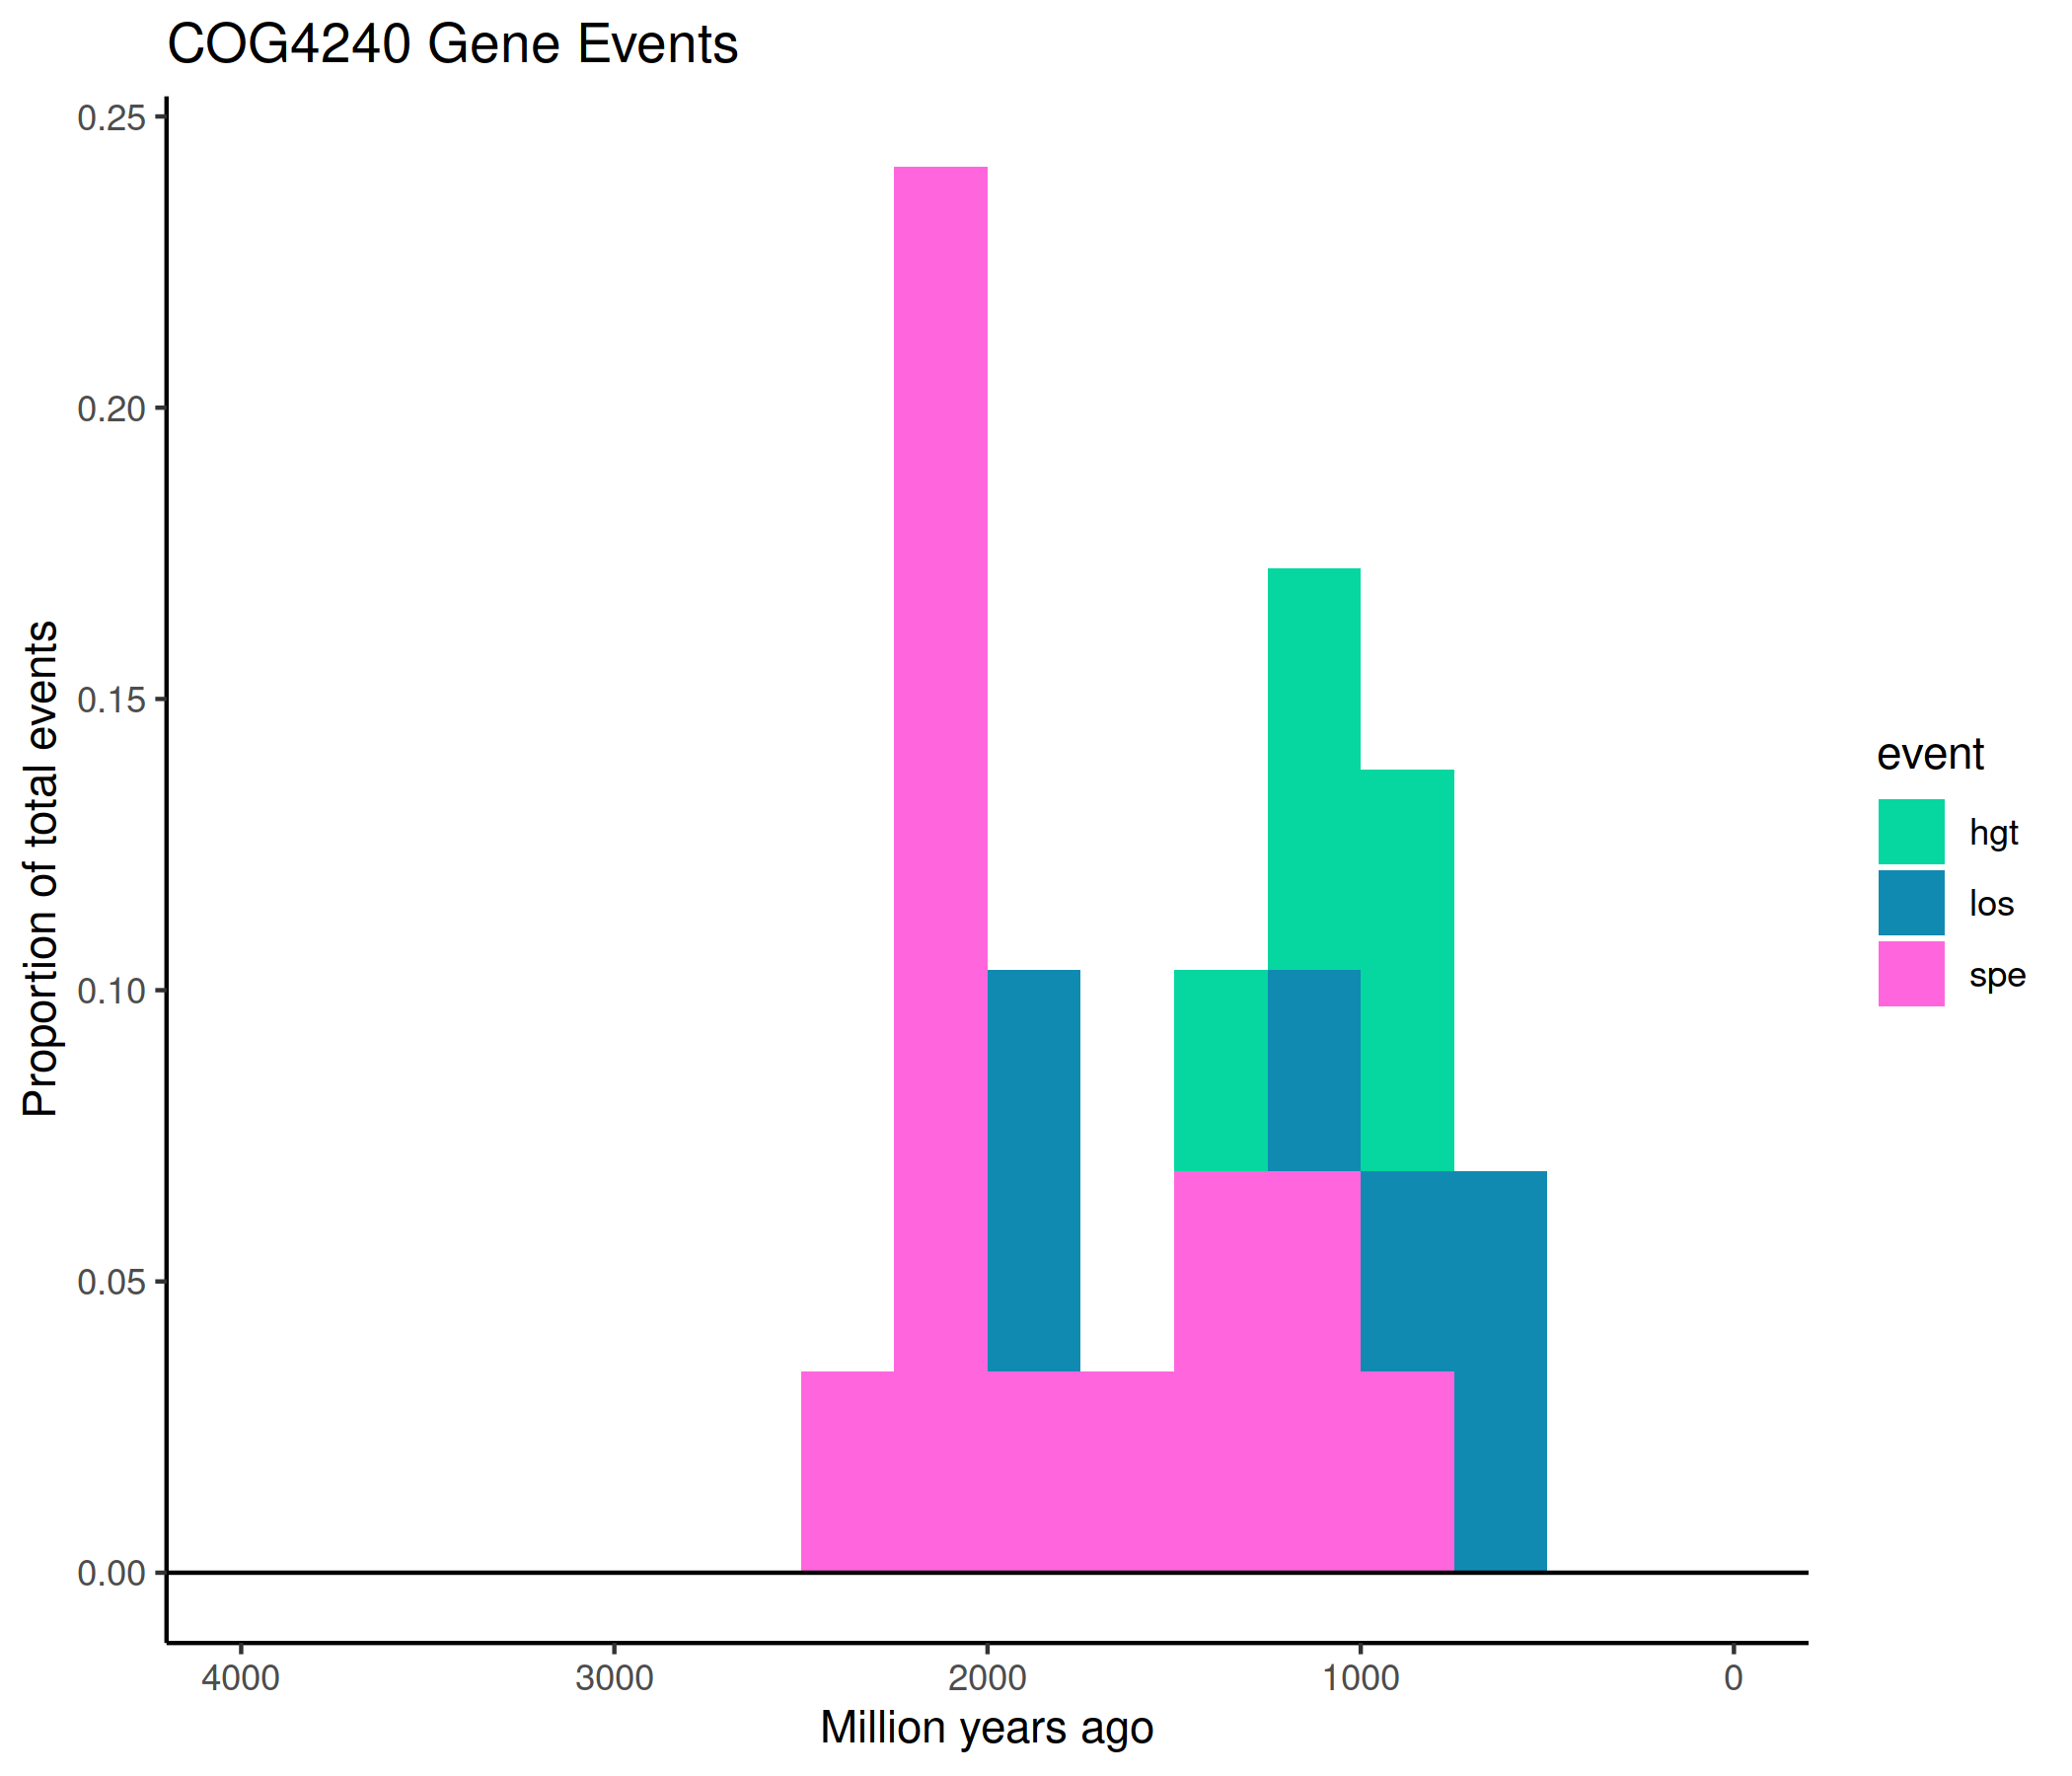 COG4240 Gene Events
Proportion of total events
0.25
0.20
0.15
0.10
0.05
0.00
4000 3000 2000 1000 0
Million years ago
event
hgt
los
spe